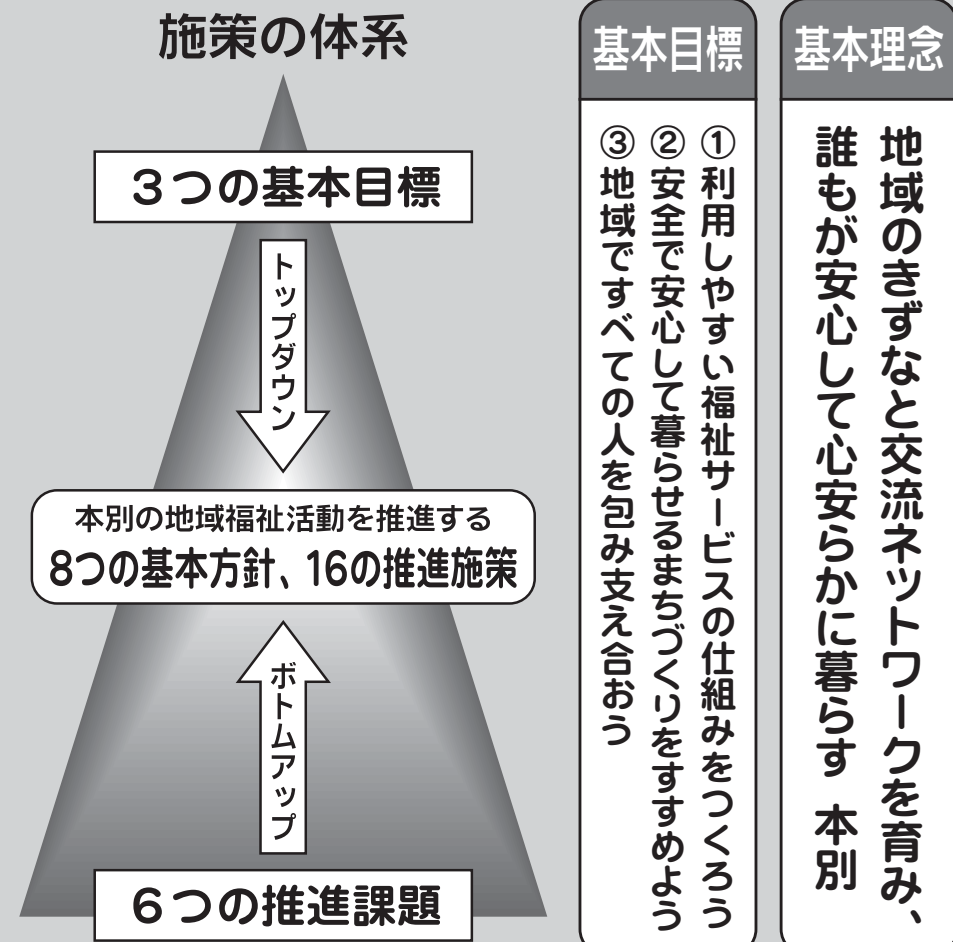 施策の体系
3つの基本目標
トップダウン
本別の地域福祉活動を推進する
8つの基本方針、16の推進施策
ボトムアップ
6つの推進課題
基本理念
地域のきずなと交流ネットワークを育み、
誰もが安心して心安らかに暮らす 本別
基本目標
①利用しやすい福祉サービスの仕組みをつくろう
②安全で安心して暮らせるまちづくりをすすめよう
③地域ですべての人を包み支え合おう